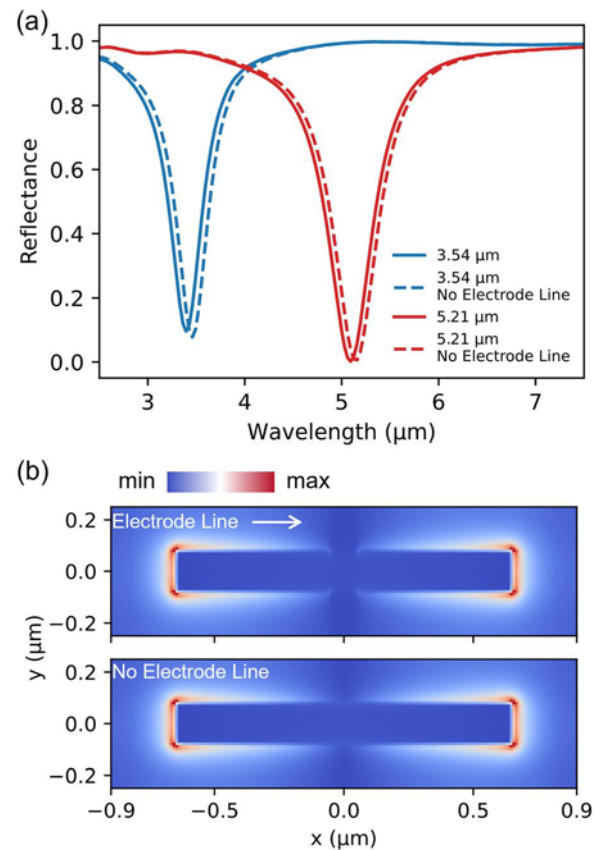 (a)
1.0
0.8
0.6
0.4
0.2
0.0
Reflectance
3.54 μm
3.54 μm
No Electrode Line
5.21 μm
5.21 μm
No Electrode Line
3
4
5
6
7
Wavelength (μm)
(b)
min
max
Electrode Line
0.2
0.0
−0.2
No Electrode Line
0.2
0.0
−0.2
y (μm)
−0.9
−0.5
0.0
0.5
0.9
x (μm)